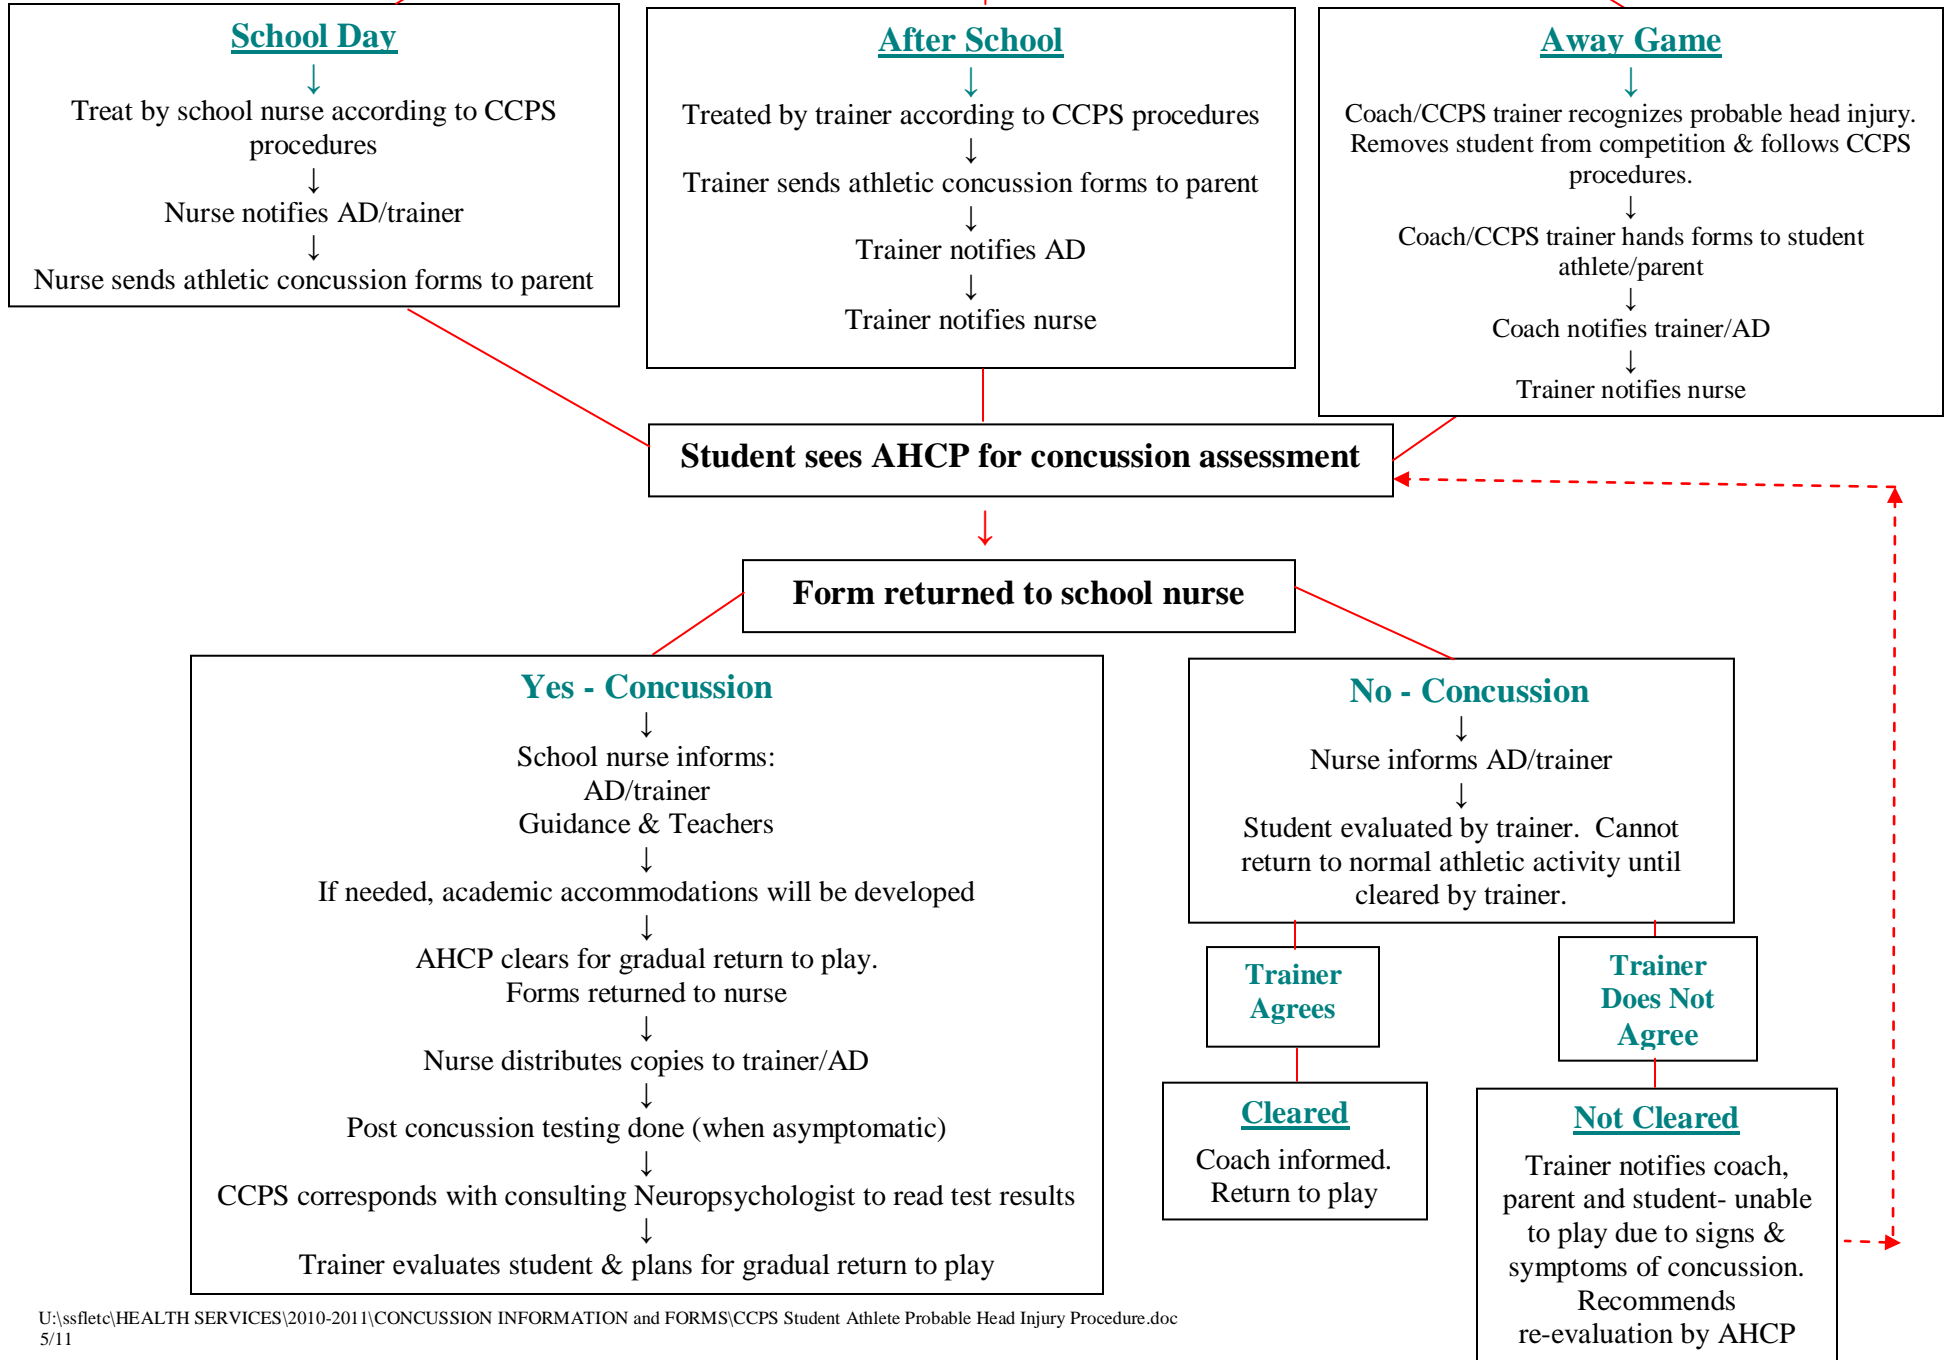 School Day
↓
Treat by school nurse according to CCPS
procedures
↓
Nurse notifies AD/trainer
↓
Nurse sends athletic concussion forms to parent
After School
↓
Treated by trainer according to CCPS procedures
↓
Trainer sends athletic concussion forms to parent
↓
Trainer notifies AD
↓
Trainer notifies nurse
Away Game
↓
Coach/CCPS trainer recognizes probable head injury.
Removes student from competition & follows CCPS
procedures.
↓
Coach/CCPS trainer hands forms to student
athlete/parent
↓
Coach notifies trainer/AD
↓
Trainer notifies nurse
Student sees AHCP for concussion assessment
↓
Form returned to school nurse
Yes - Concussion
↓
School nurse informs:
AD/trainer
Guidance & Teachers
↓
If needed, academic accommodations will be developed
↓
AHCP clears for gradual return to play.
Forms returned to nurse
↓
Nurse distributes copies to trainer/AD
↓
Post concussion testing done (when asymptomatic)
↓
CCPS corresponds with consulting Neuropsychologist to read test results
↓
Trainer evaluates student & plans for gradual return to play
No - Concussion
↓
Nurse informs AD/trainer
↓
Student evaluated by trainer.  Cannot
return to normal athletic activity until
cleared by trainer.
Trainer
Agrees
Trainer
Does Not
Agree
Cleared
Coach informed.
Return to play
Not Cleared
Trainer notifies coach,
parent and student- unable
to play due to signs &
symptoms of concussion.
Recommends
re-evaluation by AHCP
U:\ssfletc\HEALTH SERVICES\2010-2011\CONCUSSION INFORMATION and FORMS\CCPS Student Athlete Probable Head Injury Procedure.doc
5/11